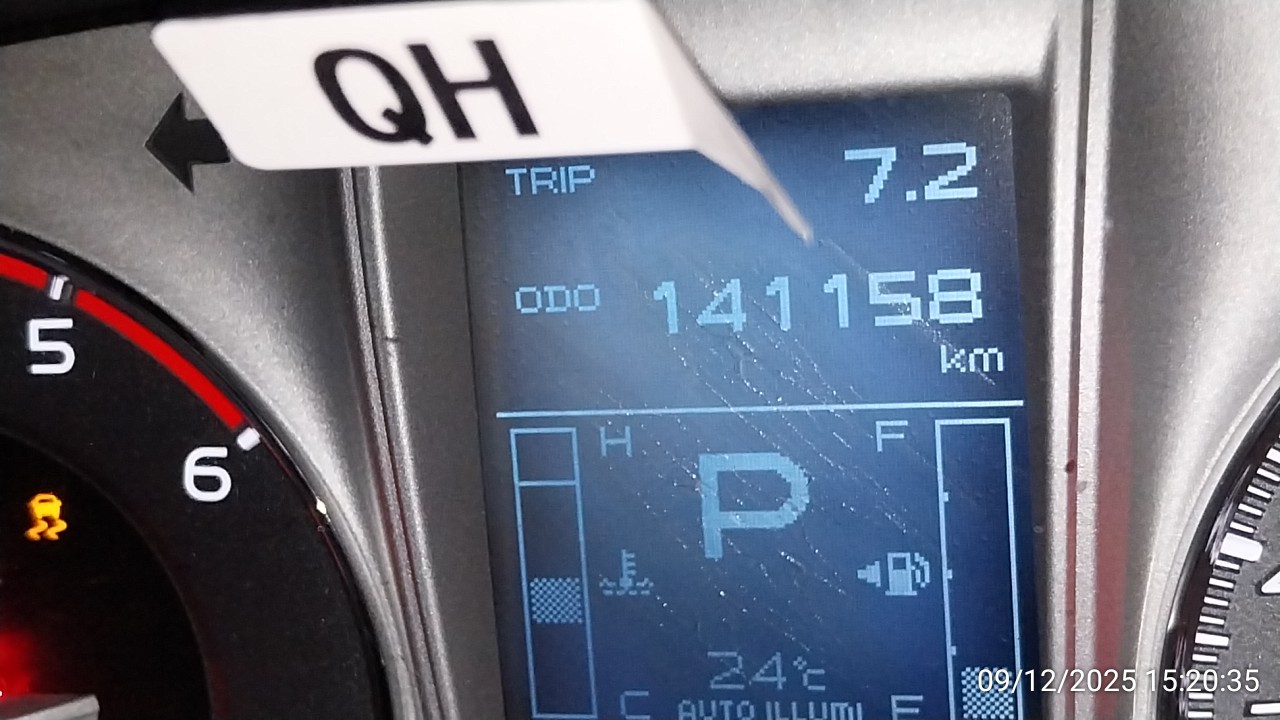 QH
TRIP 7.2
ODO 141158
km
5
6
H F
P
24°C
C E
AUTO ILLUMI
09/12/2025 15:20:35